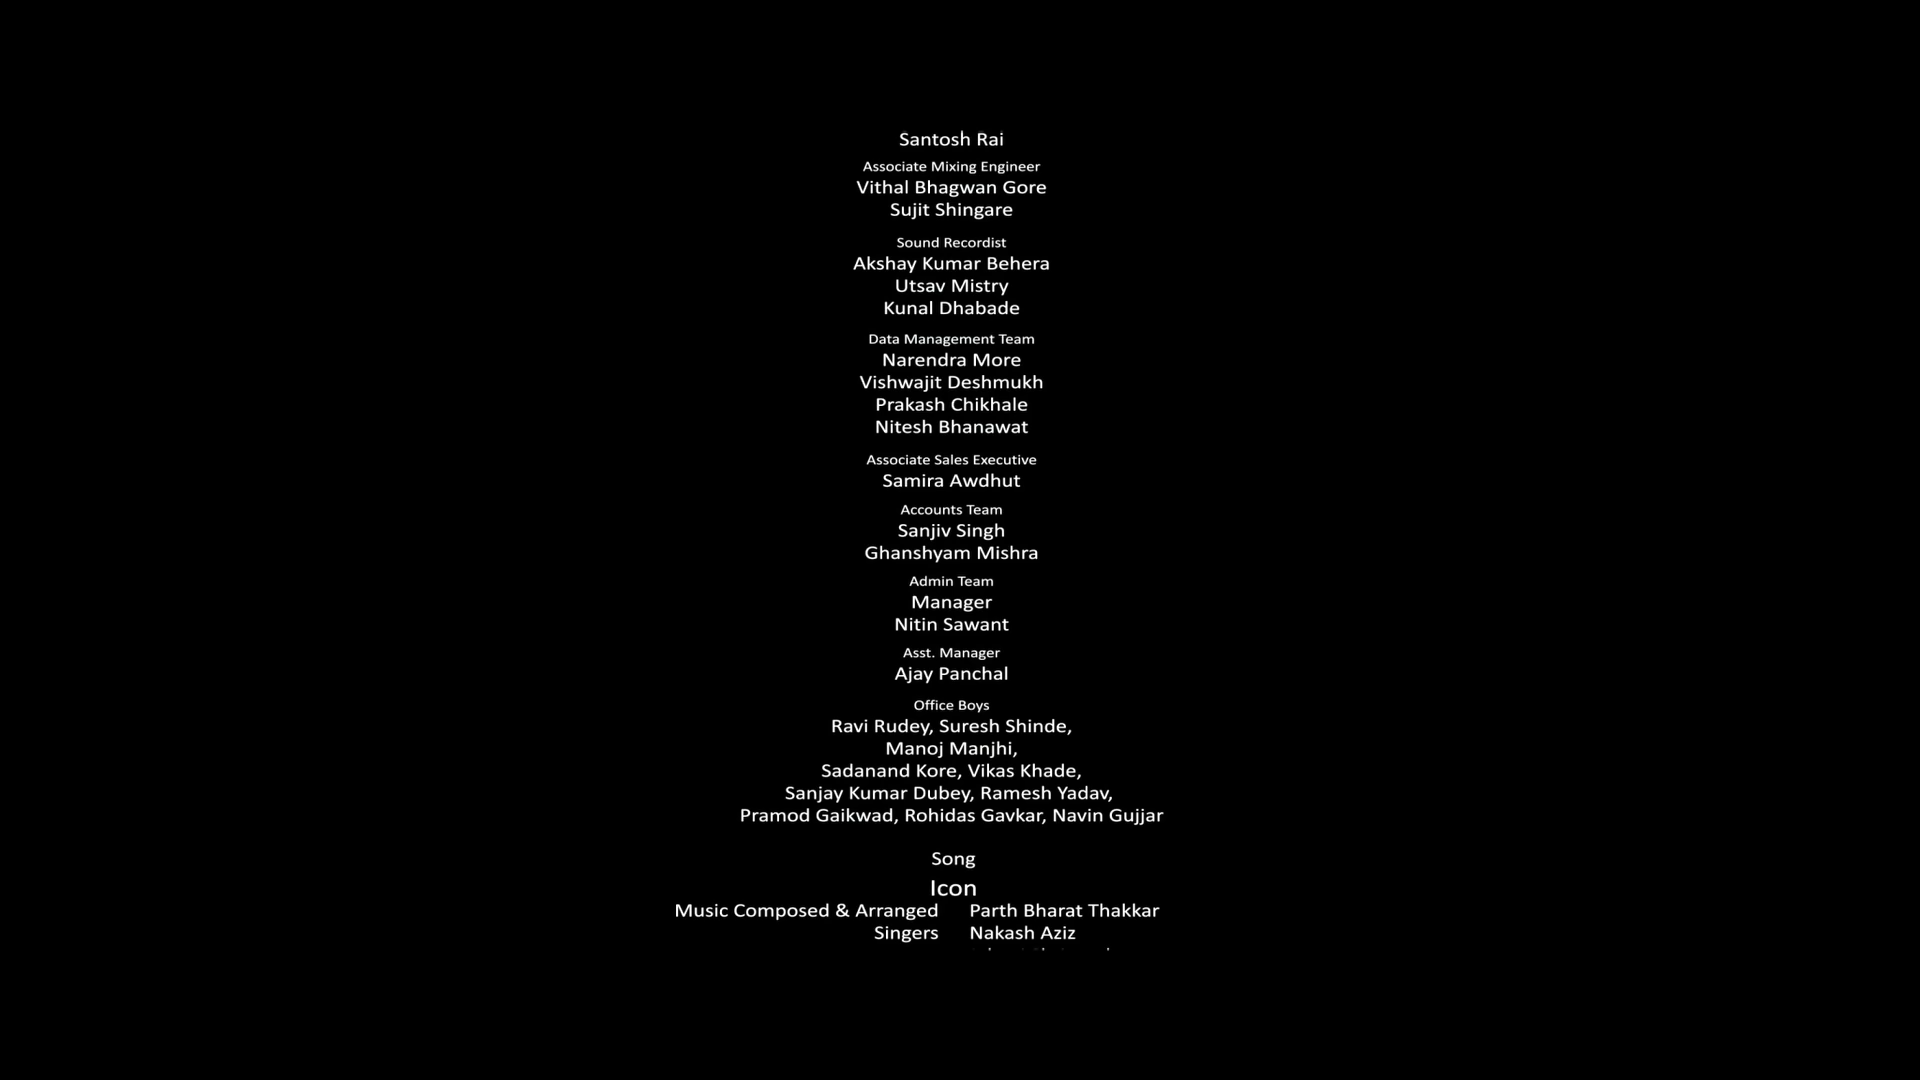 Santosh Rai
Associate Mixing Engineer
Vithal Bhagwan Gore
Sujit Shingare
Sound Recordist
Akshay Kumar Behera
Utsav Mistry
Kunal Dhabade
Data Management Team
Narendra More
Vishwajit Deshmukh
Prakash Chikhale
Nitesh Bhanawat
Associate Sales Executive
Samira Awdhut
Accounts Team
Sanjiv Singh
Ghanshyam Mishra
Admin Team
Manager
Nitin Sawant
Asst. Manager
Ajay Panchal
Office Boys
Ravi Rudey, Suresh Shinde,
Manoj Manjhi,
Sadanand Kore, Vikas Khade,
Sanjay Kumar Dubey, Ramesh Yadav,
Pramod Gaikwad, Rohidas Gavkar, Navin Gujjar
Song
Icon
Music Composed & Arranged Parth Bharat Thakkar
Singers Nakash Aziz